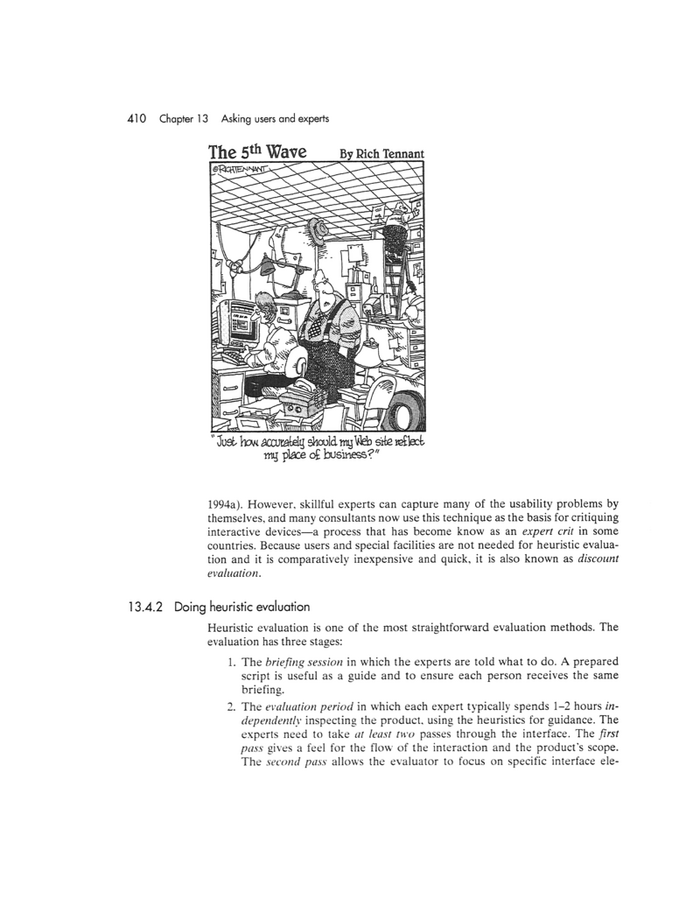 410 Chapter 13 Asking users and experts
The 5th Wave By Rich Tennant
©RICHTENNANT
"Just how accurately should my Web site reflect
my place of business?"
1994a). However, skillful experts can capture many of the usability problems by
themselves, and many consultants now use this technique as the basis for critiquing
interactive devices—a process that has become know as an expert crit in some
countries. Because users and special facilities are not needed for heuristic evalua-
tion and it is comparatively inexpensive and quick, it is also known as discount
evaluation.
13.4.2 Doing heuristic evaluation
Heuristic evaluation is one of the most straightforward evaluation methods. The
evaluation has three stages:
1. The briefing session in which the experts are told what to do. A prepared
script is useful as a guide and to ensure each person receives the same
briefing.
2. The evaluation period in which each expert typically spends 1–2 hours in-
dependently inspecting the product, using the heuristics for guidance. The
experts need to take at least two passes through the interface. The first
pass gives a feel for the flow of the interaction and the product's scope.
The second pass allows the evaluator to focus on specific interface ele-